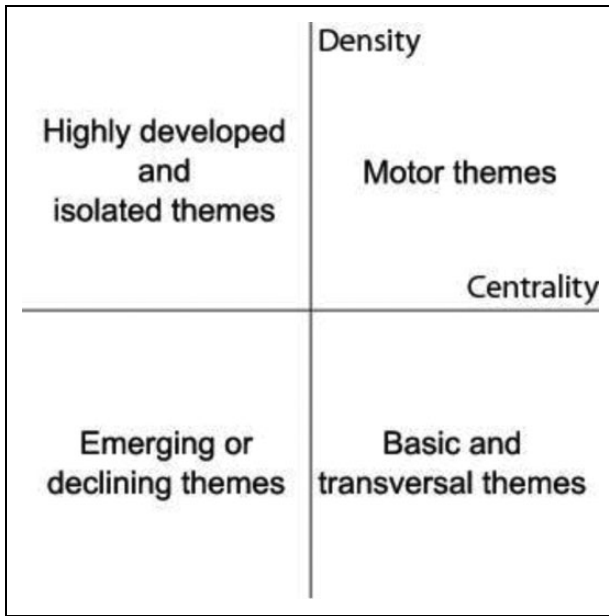 Density
Highly developed
and
isolated themes
Motor themes
Centrality
Emerging or
declining themes
Basic and
transversal themes